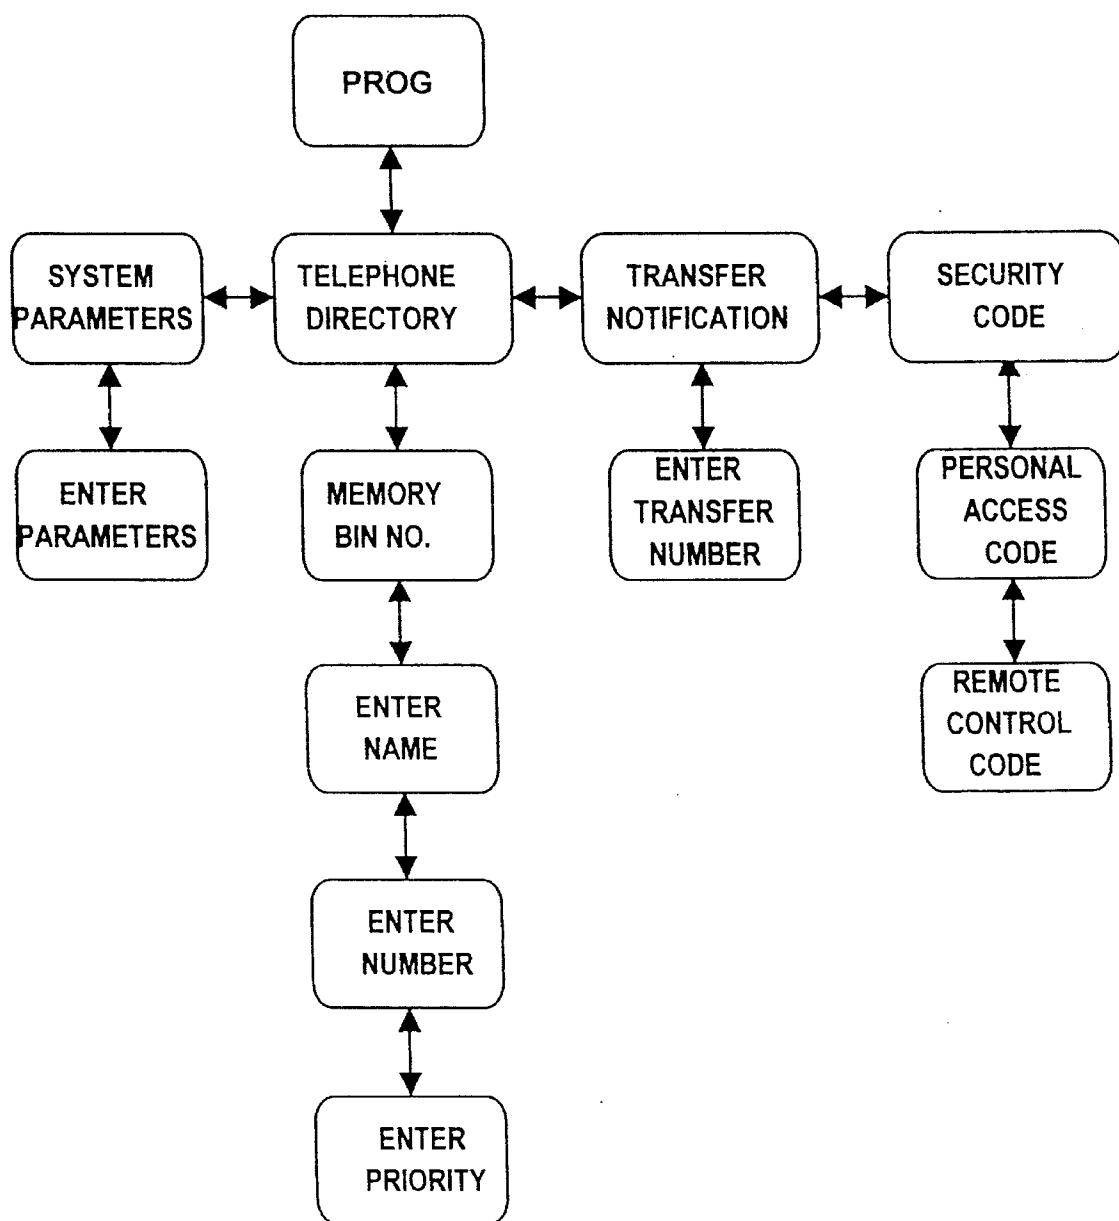 PROG
SYSTEM
PARAMETERS
TELEPHONE
DIRECTORY
TRANSFER
NOTIFICATION
SECURITY
CODE
ENTER
PARAMETERS
MEMORY
BIN NO.
ENTER
TRANSFER
NUMBER
PERSONAL
ACCESS
CODE
ENTER
NAME
REMOTE
CONTROL
CODE
ENTER
NUMBER
ENTER
PRIORITY